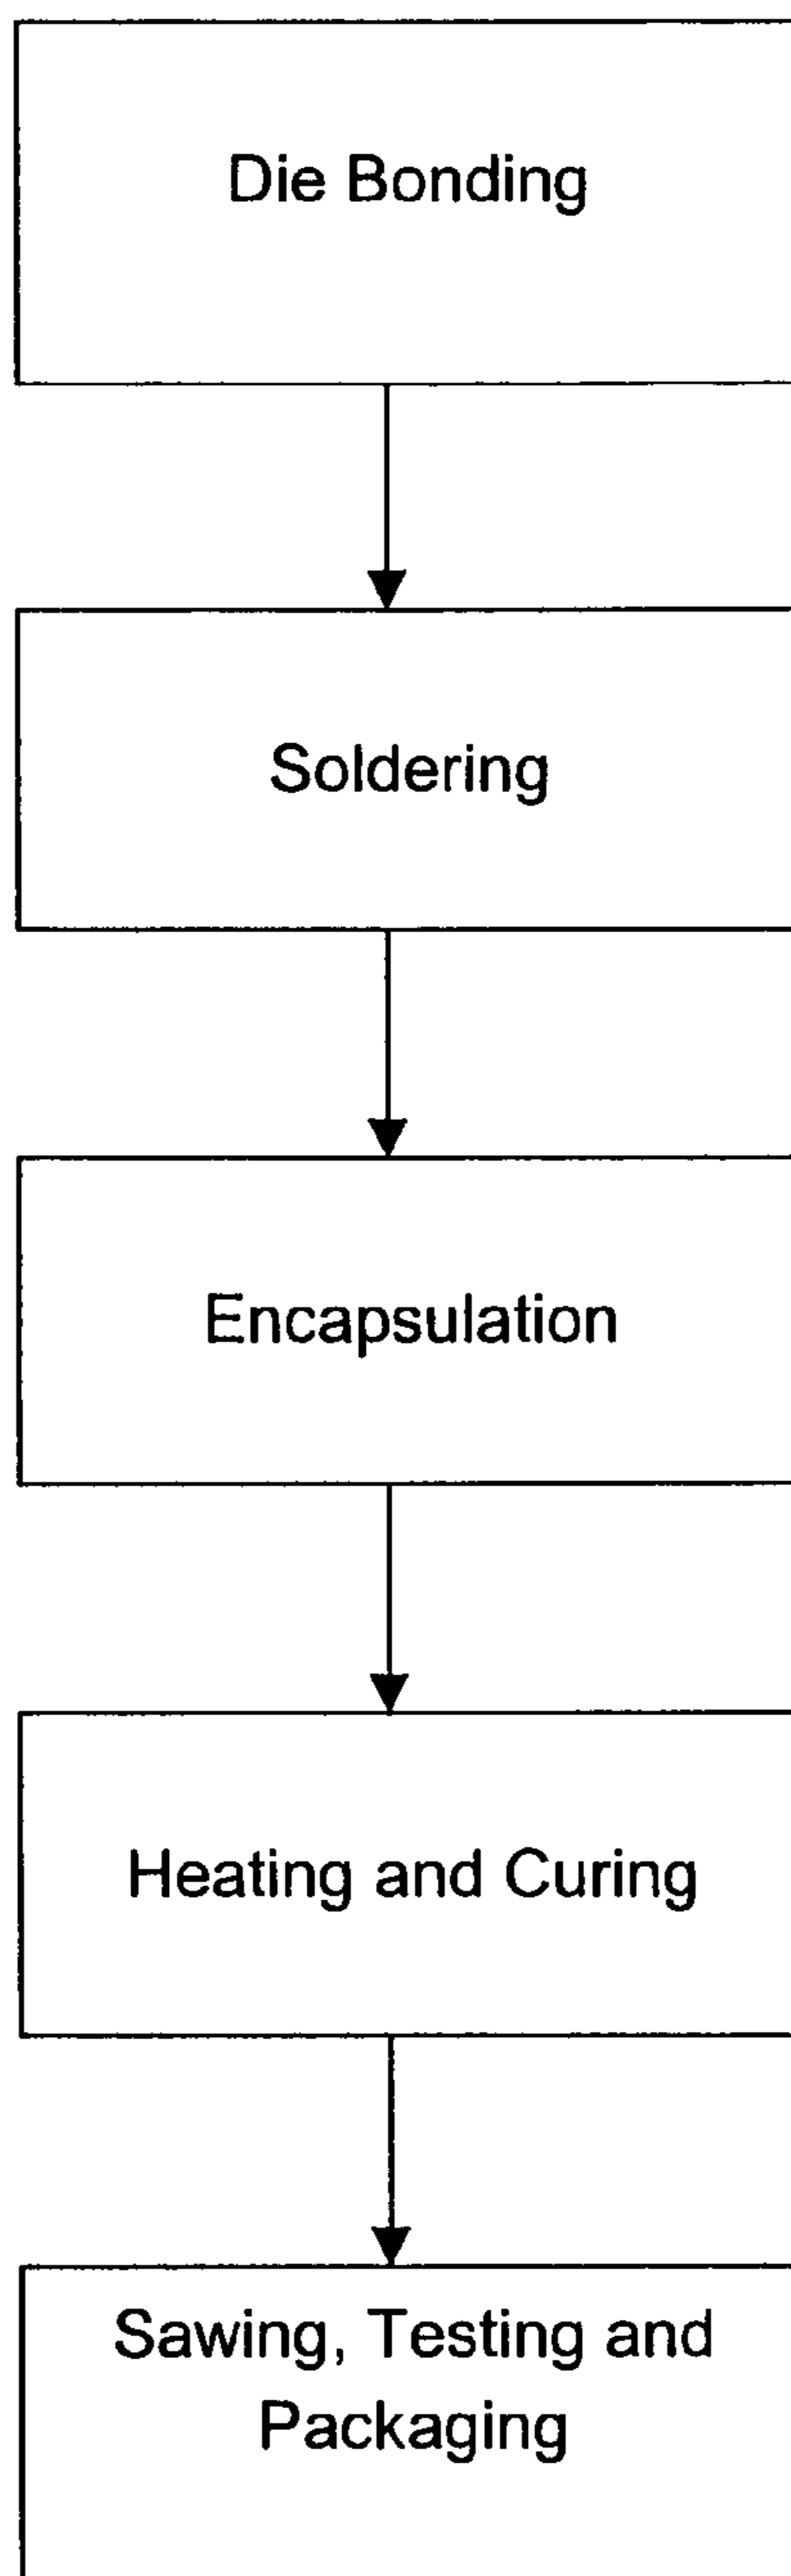 Die Bonding
Soldering
Encapsulation
Heating and Curing
Sawing, Testing and
Packaging